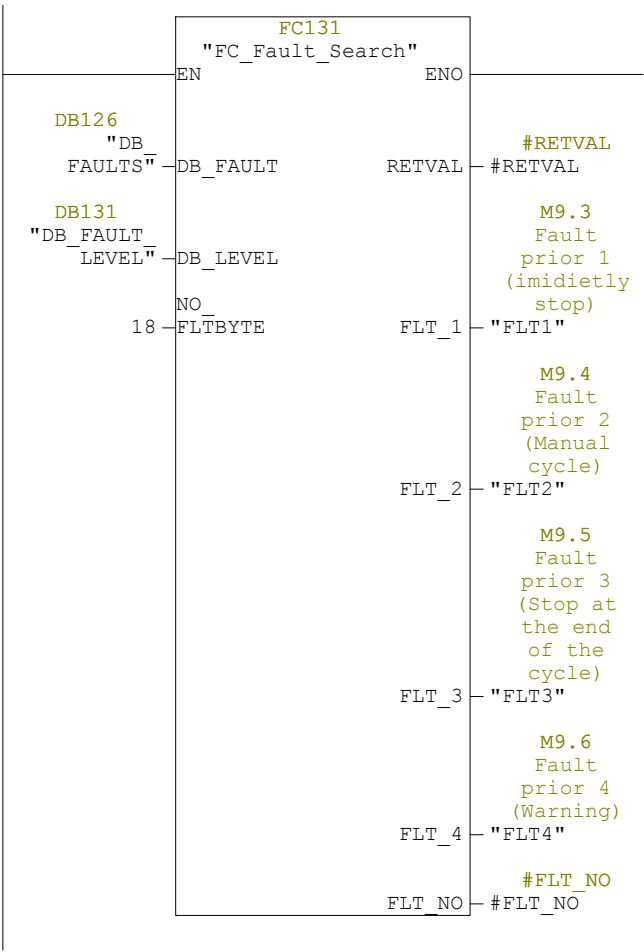 FC131
"FC_Fault_Search"
EN ENO
DB126
"DB_
FAULTS" DB_FAULT
#RETVAL
RETVAL #RETVAL
DB131
"DB_FAULT_
LEVEL" DB_LEVEL
M9.3
Fault
prior 1
(imidietly
stop)
NO_
18 FLTBYTE
FLT_1 "FLT1"
M9.4
Fault
prior 2
(Manual
cycle)
FLT_2 "FLT2"
M9.5
Fault
prior 3
(Stop at
the end
of the
cycle)
FLT_3 "FLT3"
M9.6
Fault
prior 4
(Warning)
FLT_4 "FLT4"
#FLT_NO
FLT_NO #FLT_NO